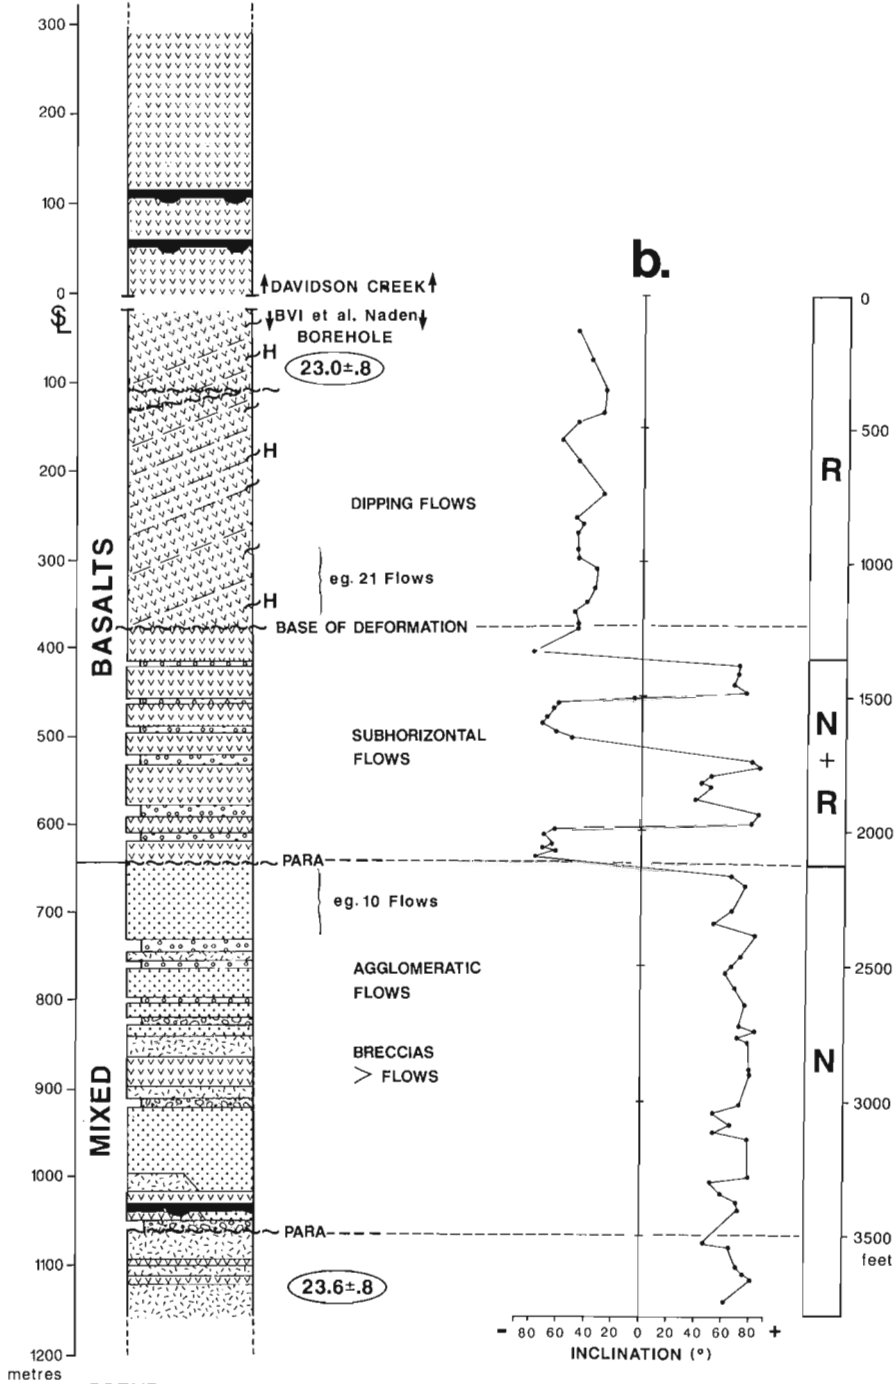 300
200
100
0
SL
100
200
300
400
500
600
700
800
900
1000
1100
1200
metres
BASALTS
MIXED
DAVIDSON CREEK
BVI et al. Naden
BOREHOLE
H
23.0±.8
H
DIPPING FLOWS
eg. 21 Flows
H
BASE OF DEFORMATION
SUBHORIZONTAL
FLOWS
PARA
eg. 10 Flows
AGGLOMERATIC
FLOWS
BRECCIAS
> FLOWS
PARA
23.6±.8
b.
- 80 60 40 20 0 20 40 60 80 +
INCLINATION (°)
R
N
+
R
N
0
500
1000
1500
2000
2500
3000
3500
feet